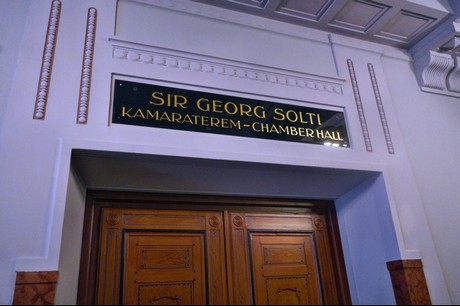 SIR GEORG SOLTI
KAMARATEREM-CHAMBER HALL